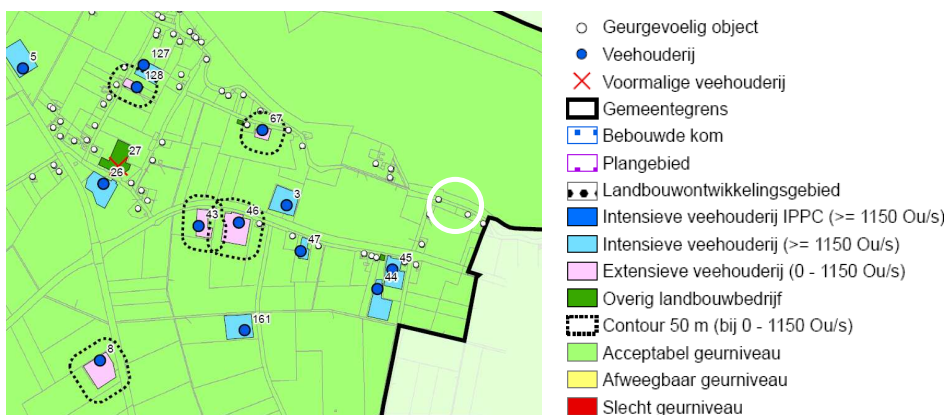 5
127
128
67
27
26
3
43
46
47
45
44
161
8
Geurgevoelig object
Veehouderij
Voormalige veehouderij
Gemeentegrens
Bebouwde kom
Plangebied
Landbouwontwikkelingsgebied
Intensieve veehouderij IPPC (>= 1150 Ou/s)
Intensieve veehouderij (>= 1150 Ou/s)
Extensieve veehouderij (0 - 1150 Ou/s)
Overig landbouwbedrijf
Contour 50 m (bij 0 - 1150 Ou/s)
Acceptabel geurniveau
Afweegbaar geurniveau
Slecht geurniveau